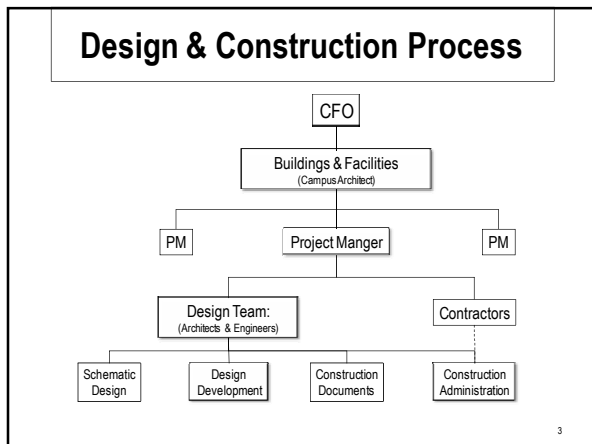 Design & Construction Process
CFO
Buildings & Facilities
(Campus Architect)
PM
Project Manger
PM
Design Team:
(Architects & Engineers)
Contractors
Schematic
Design
Design
Development
Construction
Documents
Construction
Administration
3